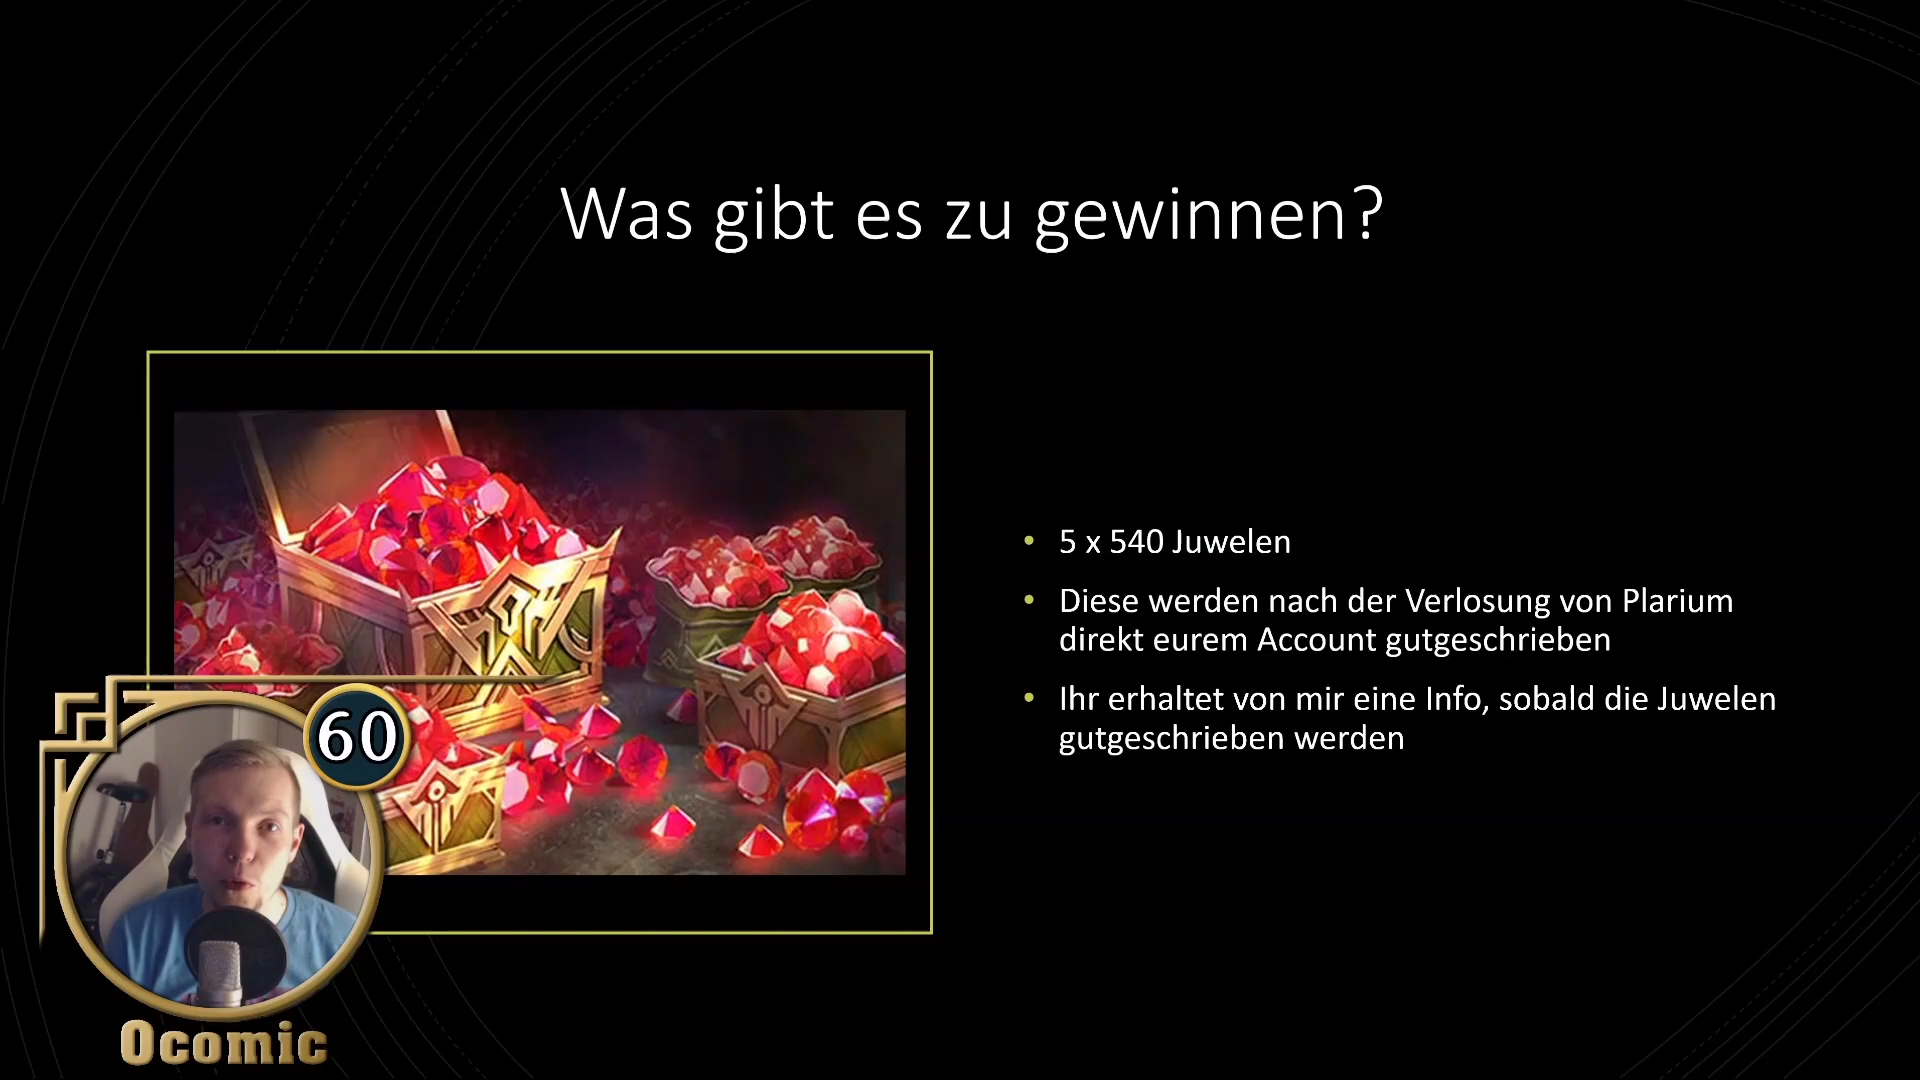 Was gibt es zu gewinnen?
• 5 x 540 Juwelen
• Diese werden nach der Verlosung von Plarium
direkt eurem Account gutgeschrieben
• Ihr erhaltet von mir eine Info, sobald die Juwelen
gutgeschrieben werden
60
Ocomic